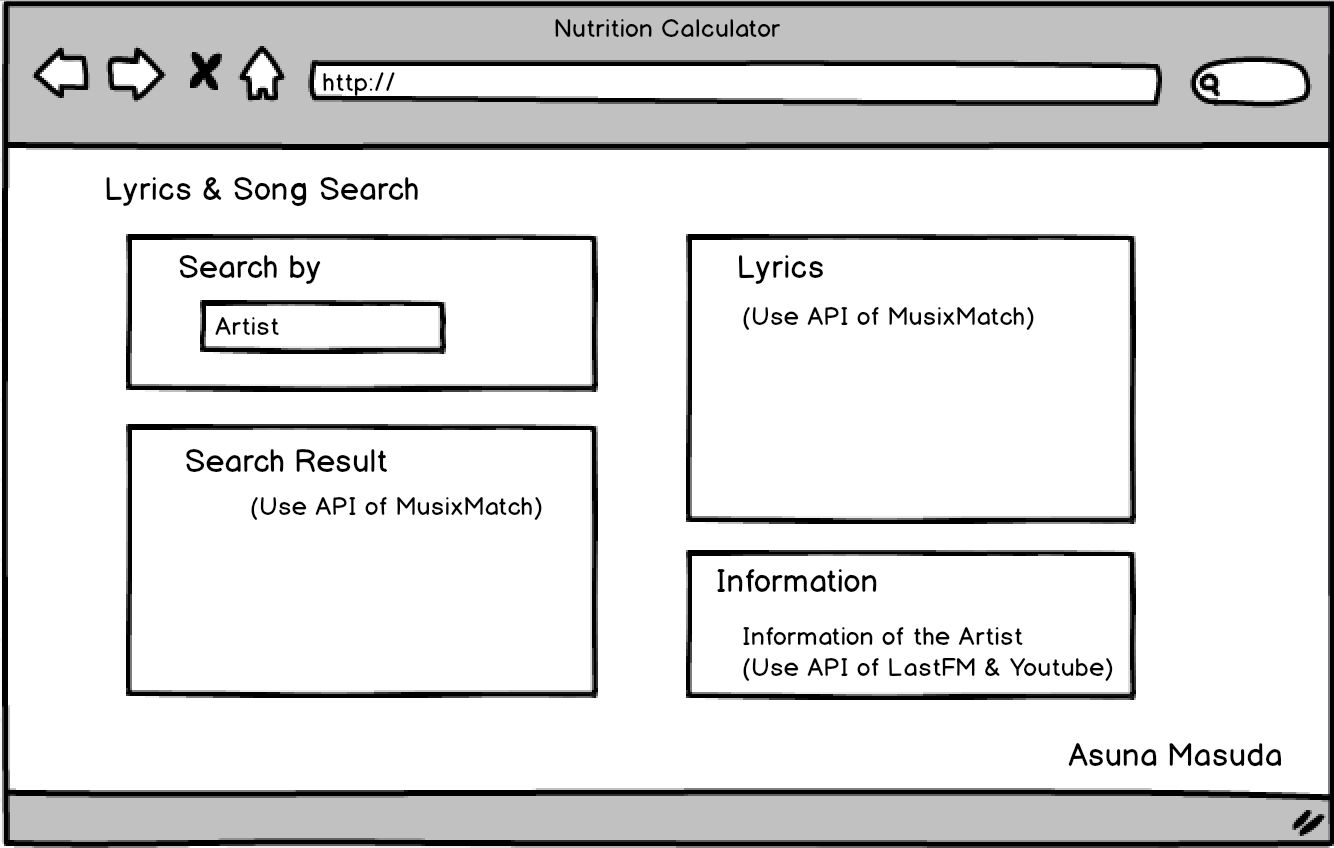 Nutrition Calculator
http://
Lyrics & Song Search
Search by
Artist
Search Result
(Use API of MusixMatch)
Lyrics
(Use API of MusixMatch)
Information
Information of the Artist
(Use API of LastFM & Youtube)
Asuna Masuda